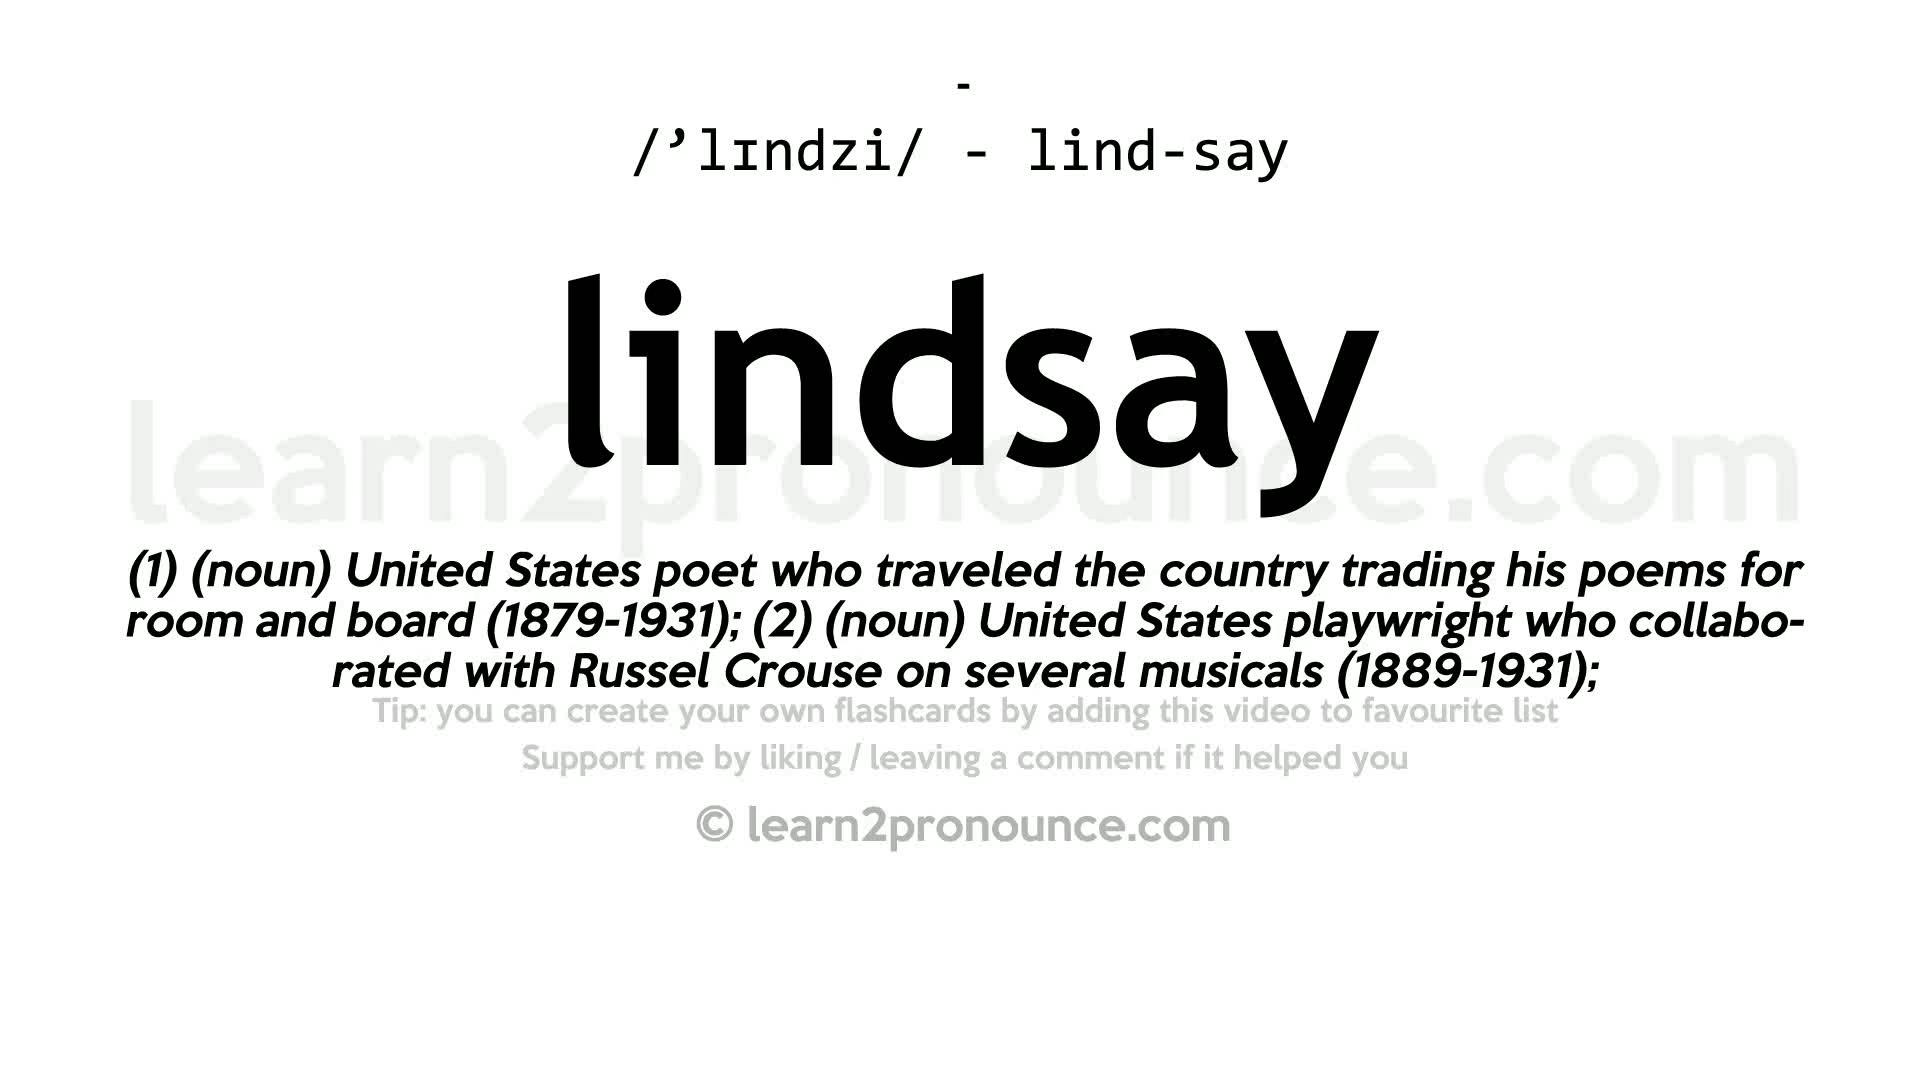 -
/’lɪndzi/ - lind-say
lindsay
learn2pronounce.com
(1) (noun) United States poet who traveled the country trading his poems for
room and board (1879-1931); (2) (noun) United States playwright who collabo-
rated with Russel Crouse on several musicals (1889-1931);
Tip: you can create your own flashcards by adding this video to favourite list
Support me by liking / leaving a comment if it helped you
© learn2pronounce.com